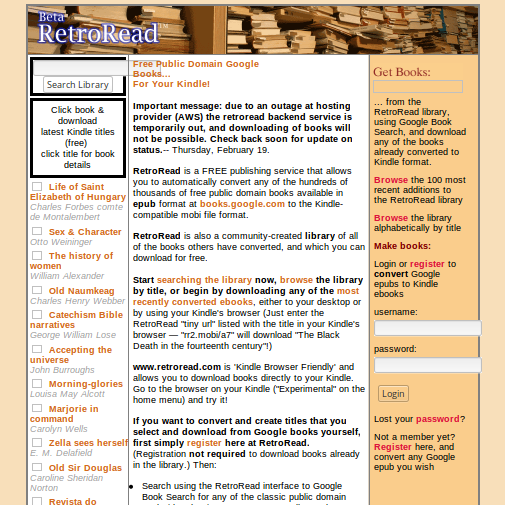 Beta
RetroRead™
Search Library
Click book &
download
latest Kindle titles
(free)
click title for book
details
Life of Saint
Elizabeth of Hungary
Charles Forbes comte
de Montalembert
Sex & Character
Otto Weininger
The history of
women
William Alexander
Old Naumkeag
Charles Henry Webber
Catechism Bible
narratives
George William Lose
Accepting the
universe
John Burroughs
Morning-glories
Louisa May Alcott
Marjorie in
command
Carolyn Wells
Zella sees herself
E. M. Delafield
Old Sir Douglas
Caroline Sheridan
Norton
Revista do
Free Public Domain Google
Books...
For Your Kindle!
Important message: due to an outage at hosting
provider (AWS) the retroread backend service is
temporarily out, and downloading of books will
not be possible. Check back soon for update on
status.-- Thursday, February 19.
RetroRead is a FREE publishing service that allows
you to automatically convert any of the hundreds of
thousands of free public domain books available in
epub format at books.google.com to the Kindle-
compatible mobi file format.
RetroRead is also a community-created library of all
of the books others have converted, and which you can
download for free.
Start searching the library now, browse the library
by title, or begin by downloading any of the most
recently converted ebooks, either to your desktop or
by using your Kindle's browser (Just enter the
RetroRead "tiny url" listed with the title in your Kindle's
browser — "rr2.mobi/a7" will download "The Black
Death in the fourteenth century"!)
www.retroread.com is 'Kindle Browser Friendly' and
allows you to download books directly to your Kindle.
Go to the browser on your Kindle ("Experimental" on the
home menu) and try it!
If you want to convert and create titles that you
select and download from Google books yourself,
first simply register here at RetroRead.
(Registration not required to download books already
in the library.) Then:
• Search using the RetroRead interface to Google
Book Search for any of the classic public domain
Get Books:
... from the
RetroRead library,
using Google Book
Search, and download
any of the books
already converted to
Kindle format.
Browse the 100 most
recent additions to
the RetroRead library
Browse the library
alphabetically by title
Make books:
Login or register to
convert Google
epubs to Kindle
ebooks
username:
password:
Login
Lost your password?
Not a member yet?
Register here, and
convert any Google
epub you wish